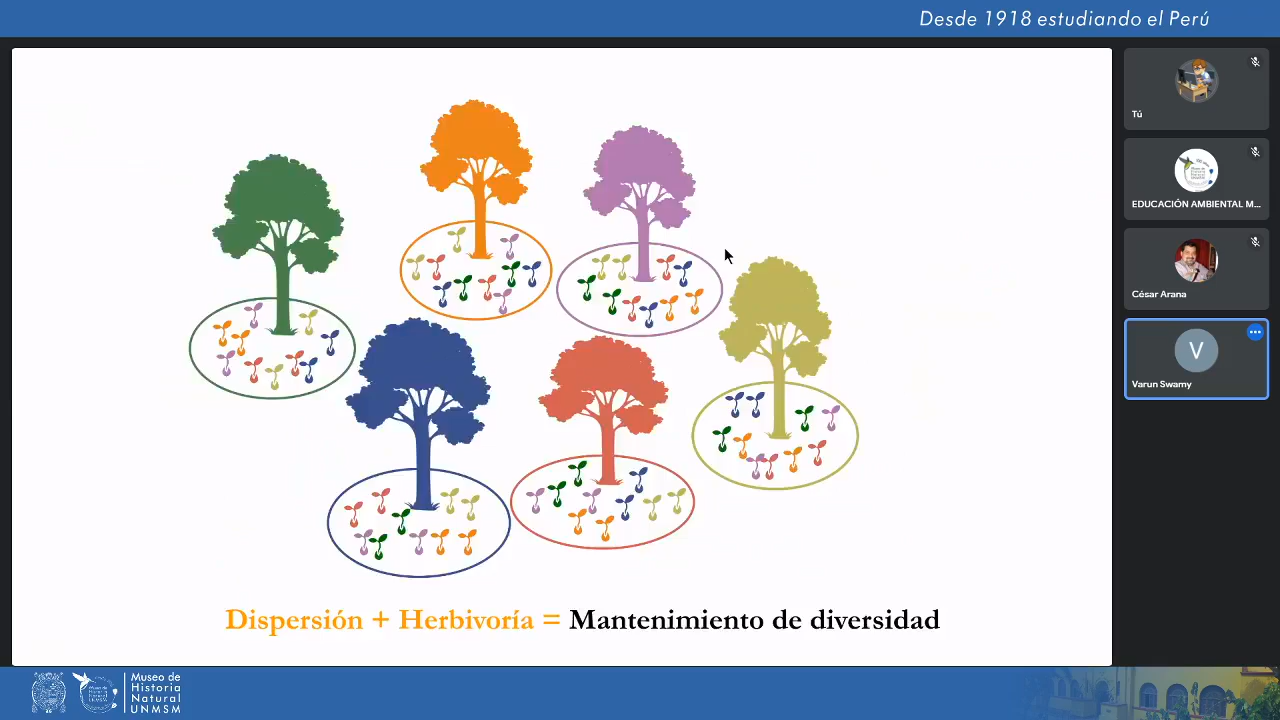 Desde 1918 estudiando el Perú
Tú
EDUCACIÓN AMBIENTAL M...
César Arana
V
Varun Swamy
Dispersión + Herbivoría = Mantenimiento de diversidad
Museo de
Historia
Natural
UNMSM